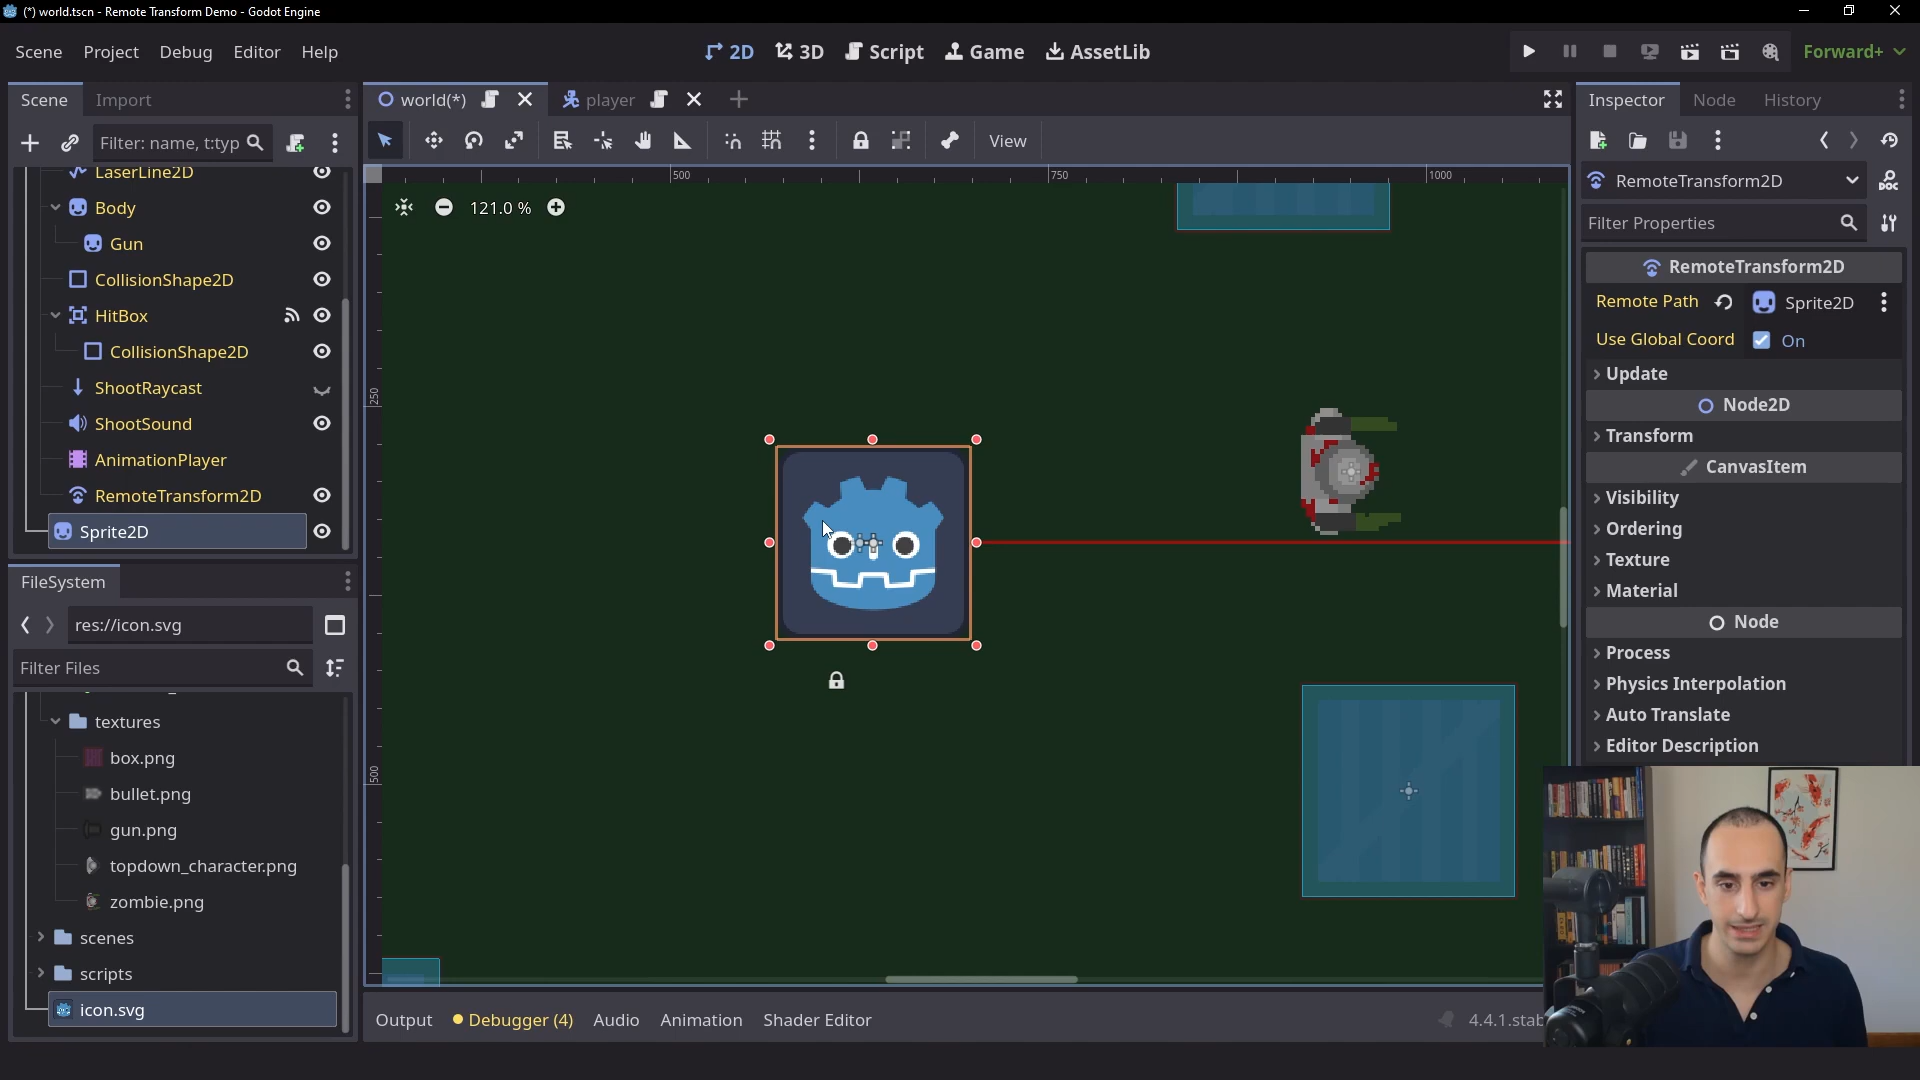 (*) world.tscn - Remote Transform Demo - Godot Engine
Scene Project Debug Editor Help
2D 3D Script Game AssetLib
Forward+
Scene Import
world(*) player
Inspector Node History
Filter: name, t:typ
View
LaserLine2D
Body
Gun
CollisionShape2D
HitBox
CollisionShape2D
ShootRaycast
ShootSound
AnimationPlayer
RemoteTransform2D
Sprite2D
500 750 1000
121.0 %
250
500
RemoteTransform2D
DOC
Filter Properties
RemoteTransform2D
Remote Path Sprite2D
Use Global Coord On
Update
Node2D
Transform
CanvasItem
Visibility
Ordering
Texture
Material
Node
Process
Physics Interpolation
Auto Translate
Editor Description
FileSystem
res://icon.svg
Filter Files
textures
box.png
bullet.png
gun.png
topdown_character.png
zombie.png
scenes
scripts
icon.svg
Output Debugger (4) Audio Animation Shader Editor
4.4.1.stab